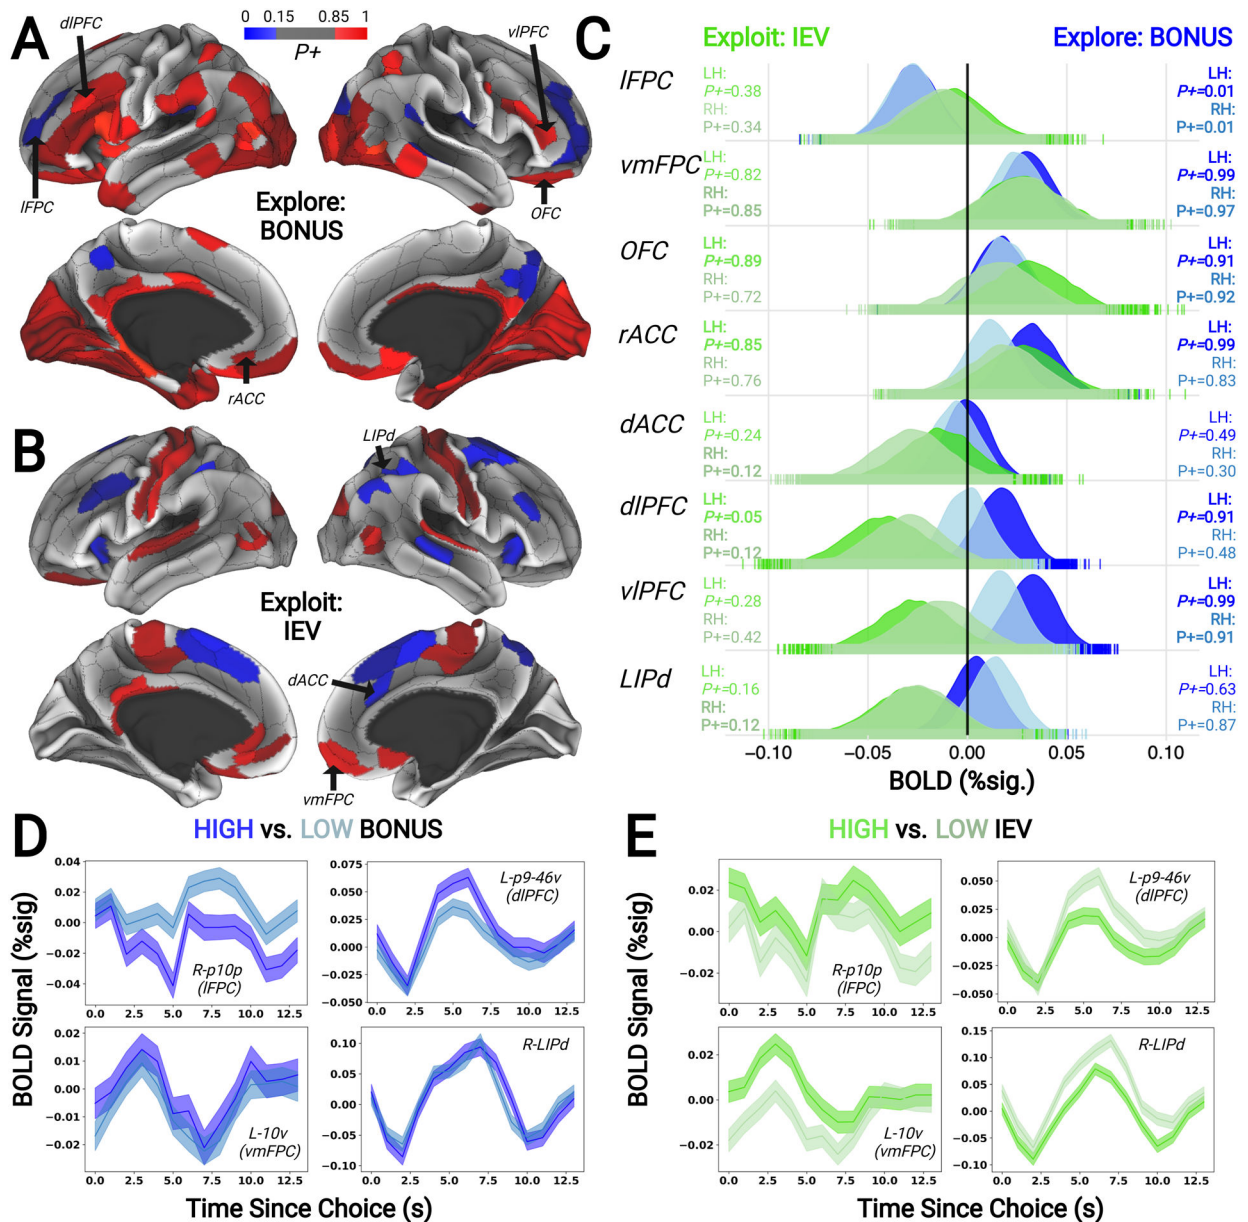 A
dlPFC
0 0.15 0.85 1
P+
vlPFC
lFPC
Explore:
BONUS
OFC
rACC
B
LIPd
Exploit:
IEV
dACC
vmFPC
C
Exploit: IEV
Explore: BONUS
lFPC
LH:
P+=0.38
RH:
P+=0.34
LH:
P+=0.01
RH:
P+=0.01
vmFPC
LH:
P+=0.82
RH:
P+=0.85
LH:
P+=0.99
RH:
P+=0.97
OFC
LH:
P+=0.89
RH:
P+=0.72
LH:
P+=0.91
RH:
P+=0.92
rACC
LH:
P+=0.85
RH:
P+=0.76
LH:
P+=0.99
RH:
P+=0.83
dACC
LH:
P+=0.24
RH:
P+=0.12
LH:
P+=0.49
RH:
P+=0.30
dlPFC
LH:
P+=0.05
RH:
P+=0.12
LH:
P+=0.91
RH:
P+=0.48
vlPFC
LH:
P+=0.28
RH:
P+=0.42
LH:
P+=0.99
RH:
P+=0.91
LIPd
LH:
P+=0.16
RH:
P+=0.12
LH:
P+=0.63
RH:
P+=0.87
−0.10 −0.05 0.00 0.05 0.10
BOLD (%sig.)
D
HIGH vs. LOW BONUS
BOLD Signal (%sig)
0.04
0.02
0.00
−0.02
−0.04
R-p10p
(lFPC)
0.0 2.5 5.0 7.5 10.0 12.5
0.075
0.050
0.025
0.000
−0.025
−0.050
L-p9-46v
(dlPFC)
0.0 2.5 5.0 7.5 10.0 12.5
0.02
0.01
0.00
−0.01
−0.02
L-10v
(vmFPC)
0.0 2.5 5.0 7.5 10.0 12.5
0.10
0.05
0.00
−0.05
−0.10
R-LIPd
0.0 2.5 5.0 7.5 10.0 12.5
Time Since Choice (s)
E
HIGH vs. LOW IEV
BOLD Signal (%sig)
0.02
0.00
−0.02
R-p10p
(lFPC)
0.0 2.5 5.0 7.5 10.0 12.5
0.050
0.025
0.000
−0.025
−0.050
L-p9-46v
(dlPFC)
0.0 2.5 5.0 7.5 10.0 12.5
0.02
0.00
−0.02
L-10v
(vmFPC)
0.0 2.5 5.0 7.5 10.0 12.5
0.15
0.10
0.05
0.00
−0.05
−0.10
R-LIPd
0.0 2.5 5.0 7.5 10.0 12.5
Time Since Choice (s)